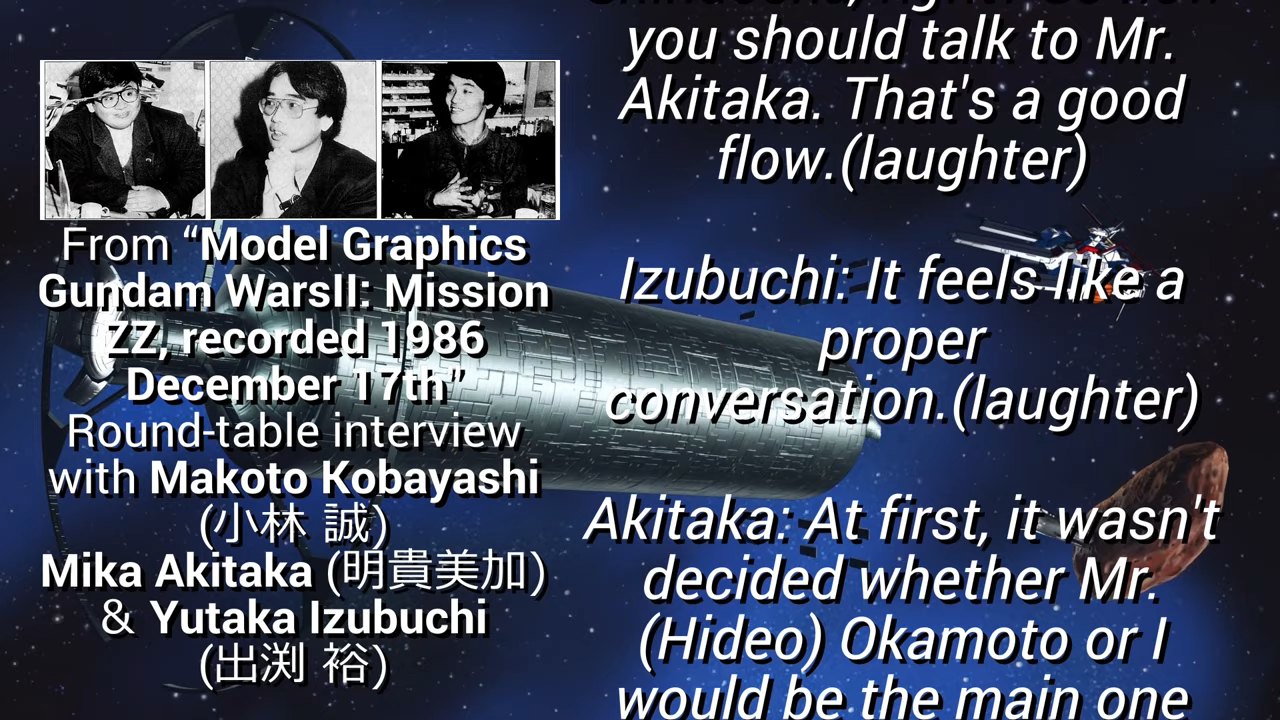 From “Model Graphics
Gundam WarsII: Mission
ZZ, recorded 1986
December 17th”
Round-table interview
with Makoto Kobayashi
(小林 誠)
Mika Akitaka (明貴美加)
& Yutaka Izubuchi
(出渕 裕)
you should talk to Mr.
Akitaka. That's a good
flow.(laughter)
Izubuchi: It feels like a
proper
conversation.(laughter)
Akitaka: At first, it wasn't
decided whether Mr.
(Hideo) Okamoto or I
would be the main one